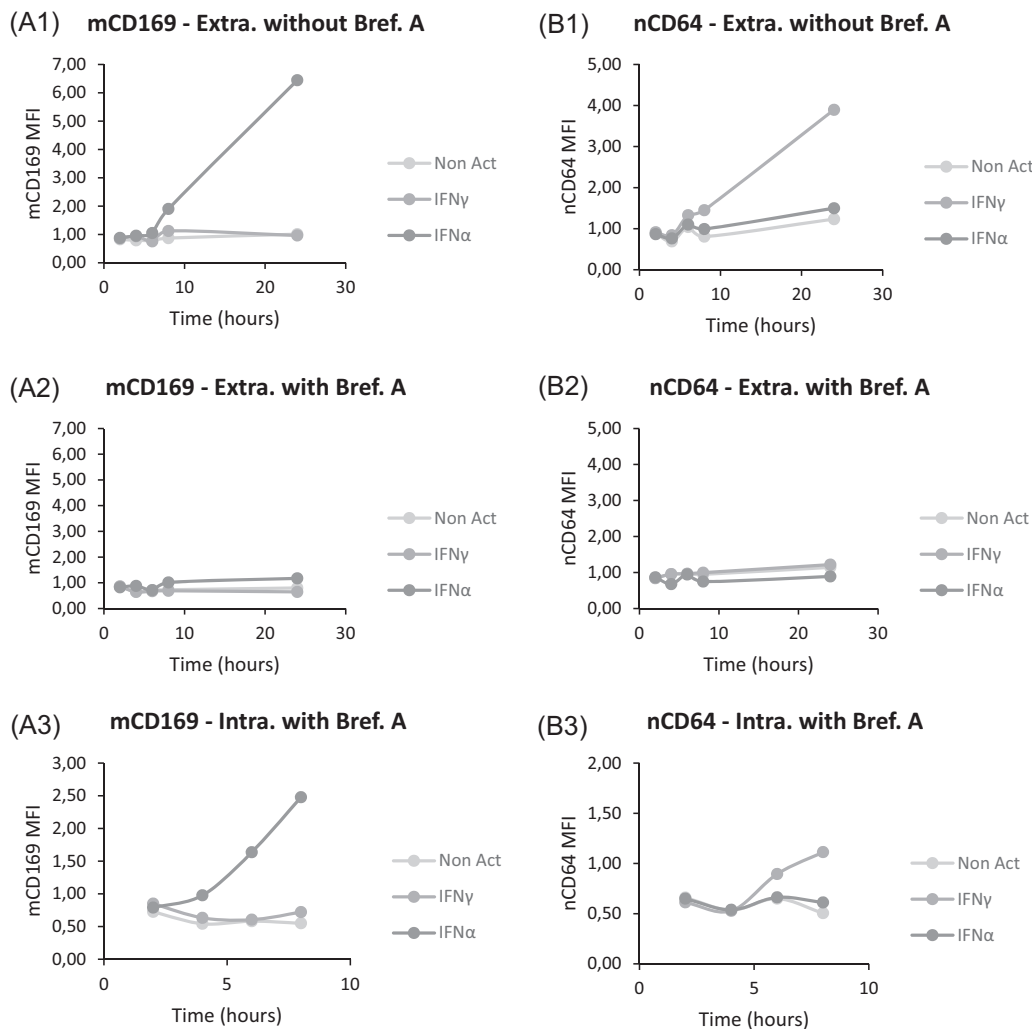 (A1) mCD169 - Extra. without Bref. A
7,00
6,00
5,00
4,00
3,00
2,00
1,00
0,00
mCD169 MFI
0 10 20 30
Time (hours)
Non Act
IFNγ
IFNα
(B1) nCD64 - Extra. without Bref. A
5,00
4,00
3,00
2,00
1,00
0,00
nCD64 MFI
0 10 20 30
Time (hours)
Non Act
IFNγ
IFNα
(A2) mCD169 - Extra. with Bref. A
7,00
6,00
5,00
4,00
3,00
2,00
1,00
0,00
mCD169 MFI
0 10 20 30
Time (hours)
Non Act
IFNγ
IFNα
(B2) nCD64 - Extra. with Bref. A
5,00
4,00
3,00
2,00
1,00
0,00
nCD64 MFI
0 10 20 30
Time (hours)
Non Act
IFNγ
IFNα
(A3) mCD169 - Intra. with Bref. A
3,00
2,50
2,00
1,50
1,00
0,50
0,00
mCD169 MFI
0 5 10
Time (hours)
Non Act
IFNγ
IFNα
(B3) nCD64 - Intra. with Bref. A
2,00
1,50
1,00
0,50
0,00
nCD64 MFI
0 5 10
Time (hours)
Non Act
IFNγ
IFNα